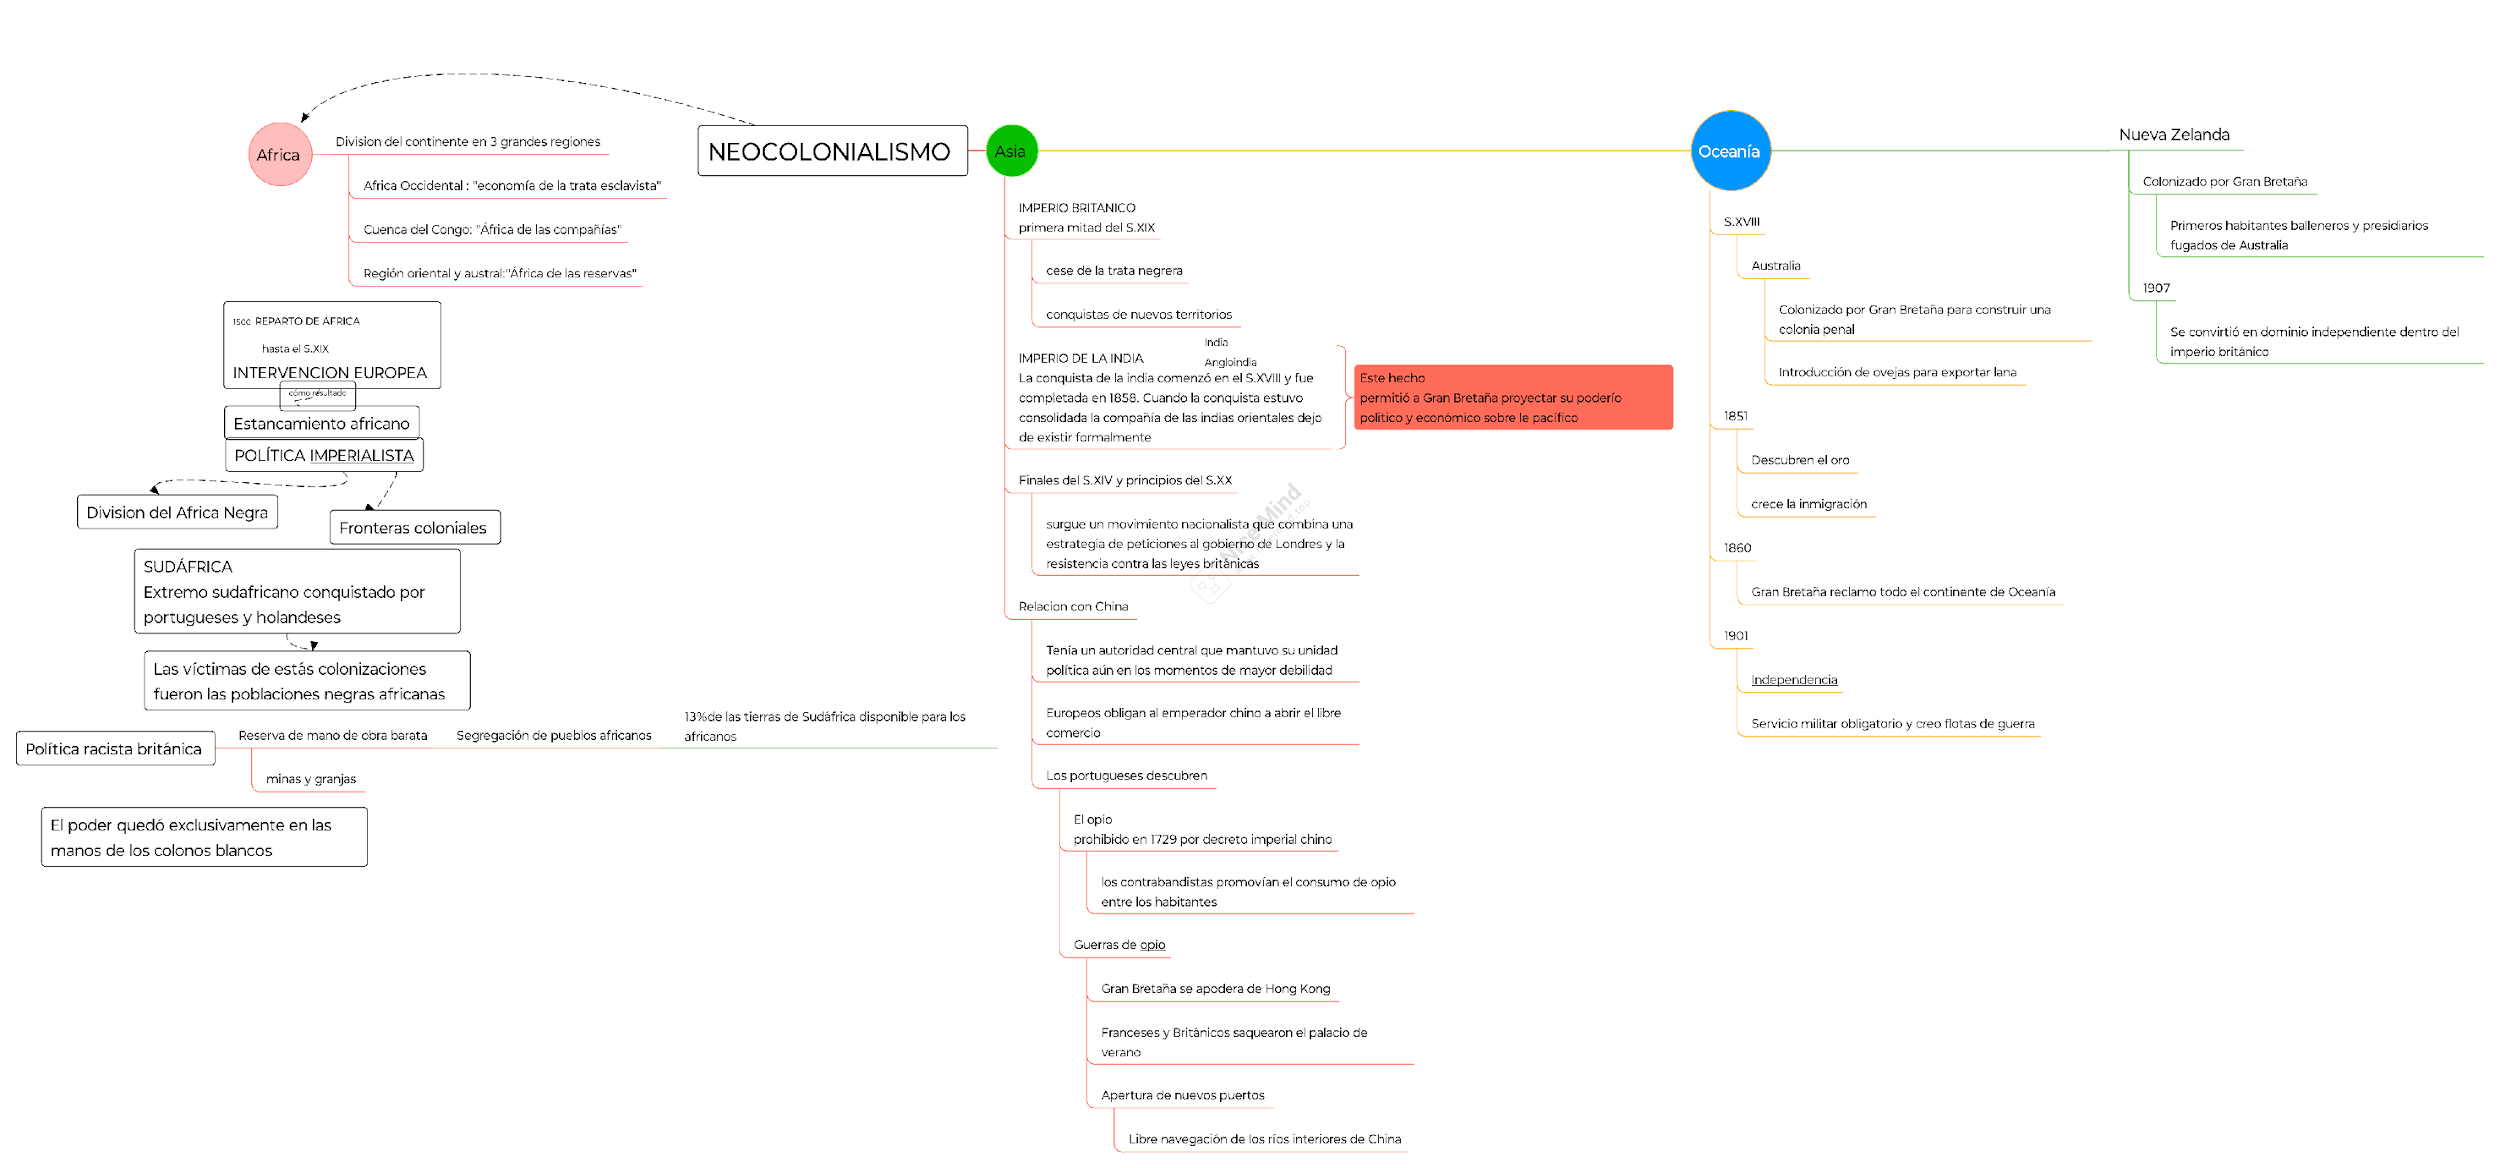 NEOCOLONIALISMO
Africa
Division del continente en 3 grandes regiones
Africa Occidental : "economía de la trata esclavista"
Cuenca del Congo: "África de las compañías"
Región oriental y austral:"África de las reservas"
1500 REPARTO DE ÁFRICA
hasta el S.XIX
INTERVENCION EUROPEA
cómo resultado
Estancamiento africano
POLÍTICA IMPERIALISTA
Division del Africa Negra
Fronteras coloniales
SUDÁFRICA
Extremo sudafricano conquistado por
portugueses y holandeses
Las víctimas de estás colonizaciones
fueron las poblaciones negras africanas
Política racista británica
Reserva de mano de obra barata
minas y granjas
Segregación de pueblos africanos
13%de las tierras de Sudáfrica disponible para los
africanos
El poder quedó exclusivamente en las
manos de los colonos blancos
Asia
IMPERIO BRITANICO
primera mitad del S.XIX
cese de la trata negrera
conquistas de nuevos territorios
India
Angloindia
IMPERIO DE LA INDIA
La conquista de la india comenzó en el S.XVIII y fue
completada en 1858. Cuando la conquista estuvo
consolidada la compañía de las indias orientales dejo
de existir formalmente
Este hecho
permitió a Gran Bretaña proyectar su poderío
político y económico sobre le pacífico
Finales del S.XIV y principios del S.XX
surgue un movimiento nacionalista que combina una
estrategia de peticiones al gobierno de Londres y la
resistencia contra las leyes británicas
Relacion con China
Tenía un autoridad central que mantuvo su unidad
política aún en los momentos de mayor debilidad
Europeos obligan al emperador chino a abrir el libre
comercio
Los portugueses descubren
El opio
prohibido en 1729 por decreto imperial chino
los contrabandistas promovían el consumo de opio
entre los habitantes
Guerras de opio
Gran Bretaña se apodera de Hong Kong
Franceses y Británicos saquearon el palacio de
verano
Apertura de nuevos puertos
Libre navegación de los ríos interiores de China
Oceanía
S.XVIII
Australia
Colonizado por Gran Bretaña para construir una
colonia penal
Introducción de ovejas para exportar lana
1851
Descubren el oro
crece la inmigración
1860
Gran Bretaña reclamo todo el continente de Oceanía
1901
Independencia
Servicio militar obligatorio y creo flotas de guerra
Nueva Zelanda
Colonizado por Gran Bretaña
Primeros habitantes balleneros y presidiarios
fugados de Australia
1907
Se convirtió en dominio independiente dentro del
imperio británico
NiceMind